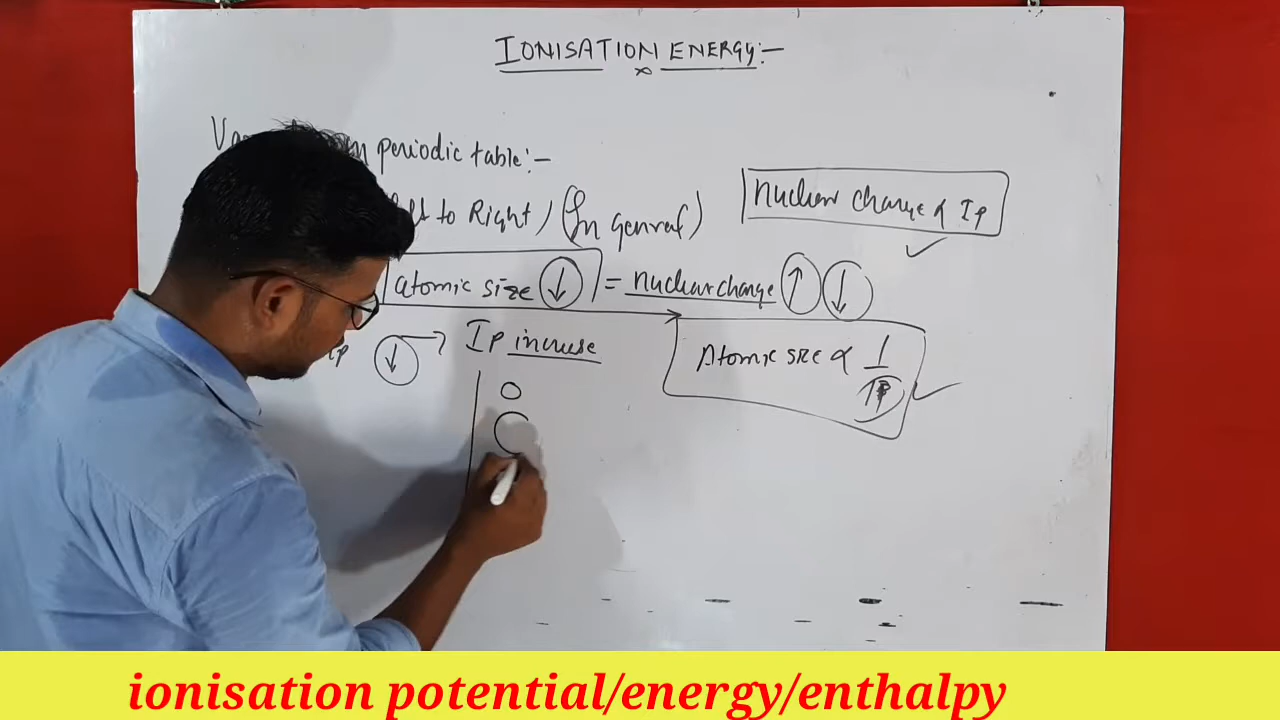 IONISATION ENERGY:-
periodic table:-
to Right/ (In general)
Nuclear charge ∝ Ip
atomic size ↓ = nuclear charge ↑ ↓
↓ → Ip increase
Atomic size ∝ 1/IP
ionisation potential/energy/enthalpy